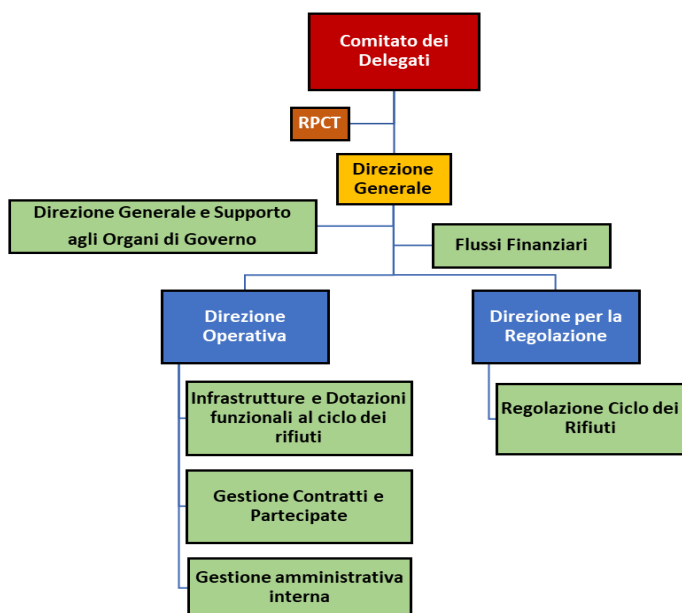 Comitato dei
Delegati
RPCT
Direzione
Generale
Direzione Generale e Supporto
agli Organi di Governo
Flussi Finanziari
Direzione
Operativa
Direzione per la
Regolazione
Infrastrutture e Dotazioni
funzionali al ciclo dei
rifiuti
Regolazione Ciclo dei
Rifiuti
Gestione Contratti e
Partecipate
Gestione amministrativa
interna